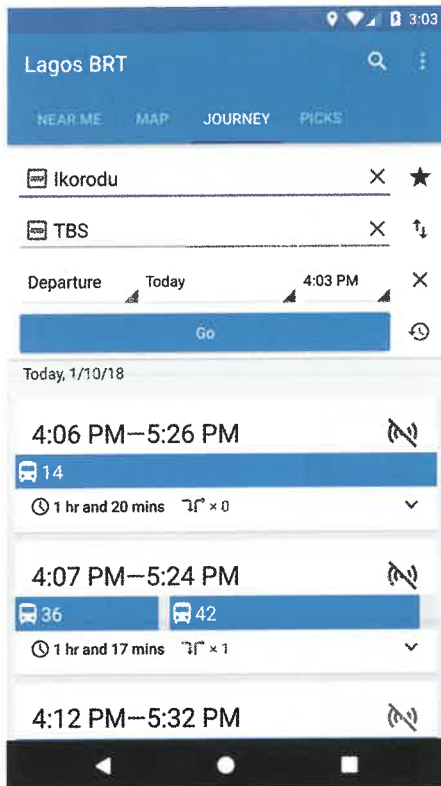 3:03
Lagos BRT
NEAR ME MAP JOURNEY PICKS
Ikorodu
TBS
Departure Today 4:03 PM
Go
Today, 1/10/18
4:06 PM—5:26 PM
14
1 hr and 20 mins × 0
4:07 PM—5:24 PM
36 42
1 hr and 17 mins × 1
4:12 PM—5:32 PM